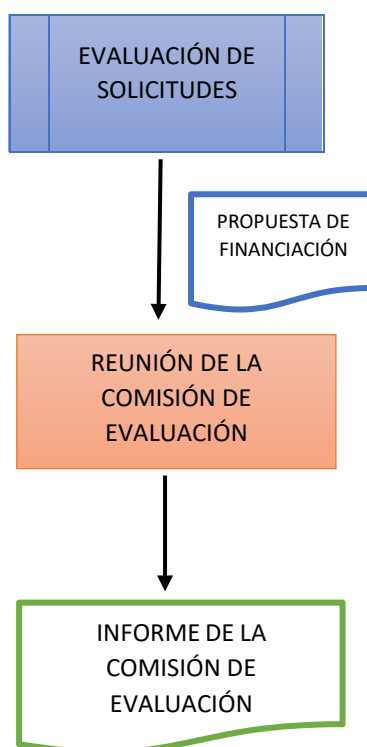 EVALUACIÓN DE
SOLICITUDES
PROPUESTA DE
FINANCIACIÓN
REUNIÓN DE LA
COMISIÓN DE
EVALUACIÓN
INFORME DE LA
COMISIÓN DE
EVALUACIÓN